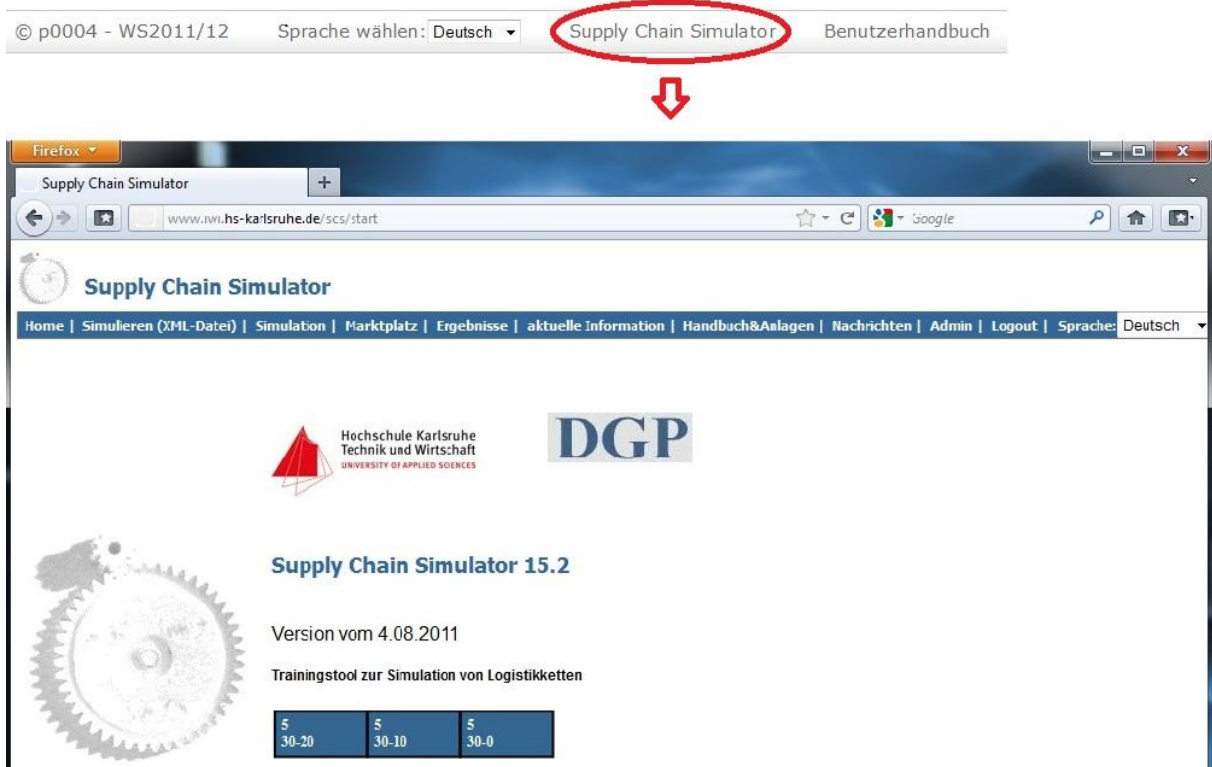 © p0004 - WS2011/12 Sprache wählen: Deutsch Supply Chain Simulator Benutzerhandbuch
Firefox
Supply Chain Simulator
www.iwi.hs-karlsruhe.de/scs/start Google
Supply Chain Simulator
Home | Simulieren (XML-Datei) | Simulation | Marktplatz | Ergebnisse | aktuelle Information | Handbuch&Anlagen | Nachrichten | Admin | Logout | Sprache: Deutsch
Hochschule Karlsruhe
Technik und Wirtschaft
UNIVERSITY OF APPLIED SCIENCES
DGP
Supply Chain Simulator 15.2
Version vom 4.08.2011
Trainingstool zur Simulation von Logistikketten
5 5 5
30-20 30-10 30-0